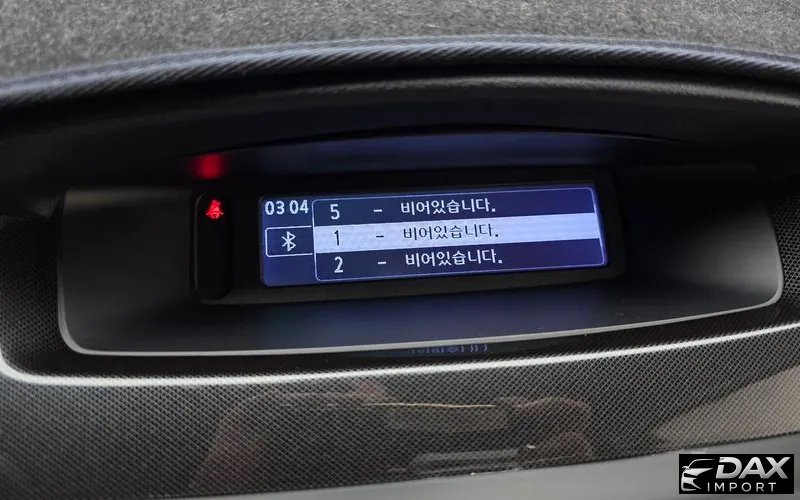 03 04
5 - 비어있습니다.
1 - 비어있습니다.
2 - 비어있습니다.
DAX
IMPORT